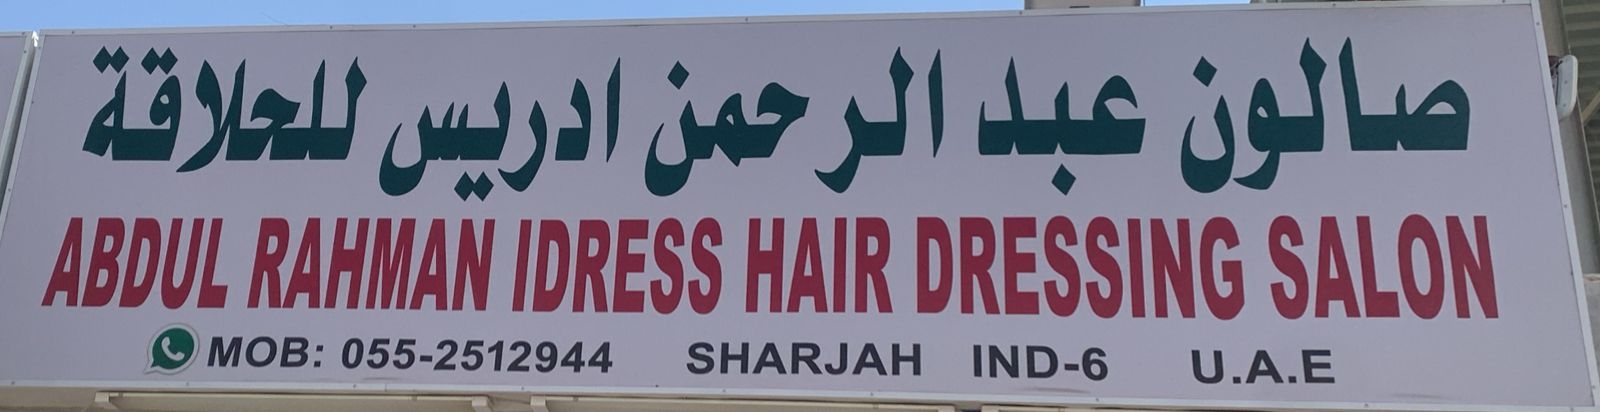 صالون عبد الرحمن ادريس للحلاقة
ABDUL RAHMAN IDRESS HAIR DRESSING SALON
MOB: 055-2512944 SHARJAH IND-6 U.A.E